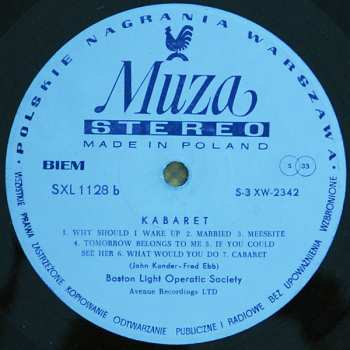 • POLSKIE NAGRANIA WARSZAWA •
Muza
STEREO
MADE IN POLAND
BIEM
S 33
SXL 1128 b
S-3 XW-2342
KABARET
1. WHY SHOULD I WAKE UP 2. MARRIED 3. MEESKITE
4. TOMORROW BELONGS TO ME 5. IF YOU COULD
SEE HER 6. WHAT WOULD YOU DO 7. CABARET
(John Kander-Fred Ebb)
Boston Light Operatic Society
Avenue Recordings LTD
WSZYSTKIE PRAWA ZASTRZEŻONE KOPIOWANIE ODTWARZANIE PUBLICZNE I RADIOWE BEZ UPOWAŻNIENIA WZBRONIONE